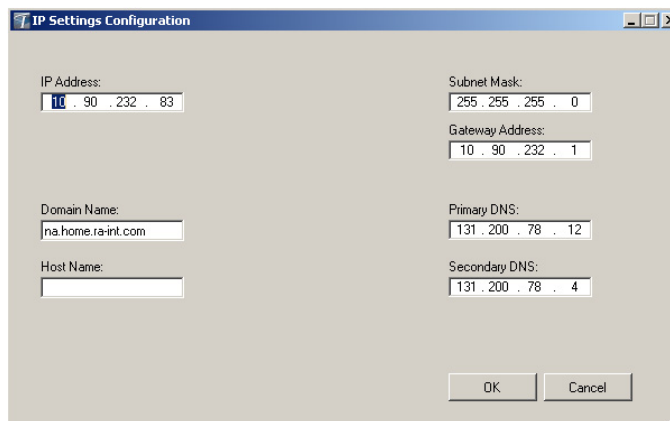 IP Settings Configuration
IP Address:
10 . 90 . 232 . 83
Subnet Mask:
255 . 255 . 255 . 0
Gateway Address:
10 . 90 . 232 . 1
Domain Name:
na.home.ra-int.com
Primary DNS:
131 . 200 . 78 . 12
Host Name:
Secondary DNS:
131 . 200 . 78 . 4
OK
Cancel